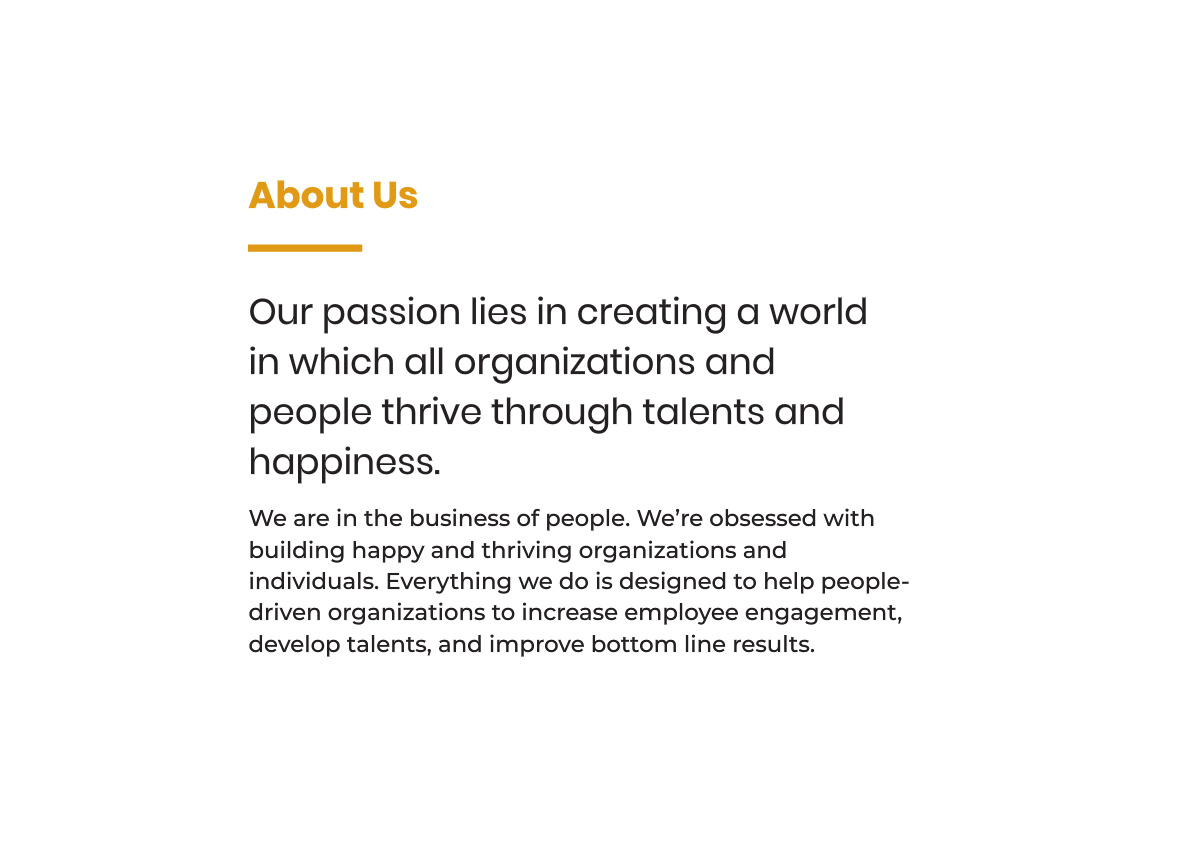 About Us
Our passion lies in creating a world
in which all organizations and
people thrive through talents and
happiness.
We are in the business of people. We’re obsessed with
building happy and thriving organizations and
individuals. Everything we do is designed to help people-
driven organizations to increase employee engagement,
develop talents, and improve bottom line results.